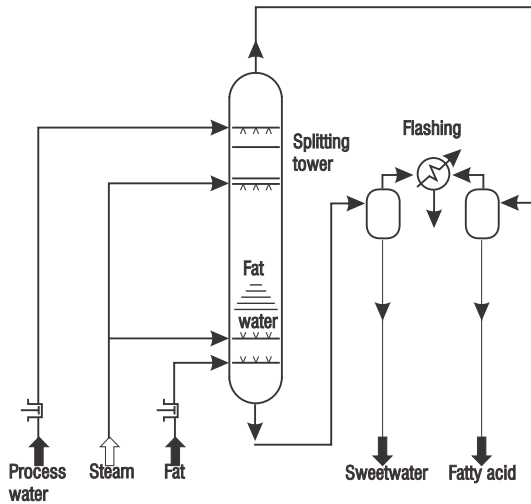 Flashing
Splitting
tower
Fat
water
Process
water
Steam
Fat
Sweetwater
Fatty acid